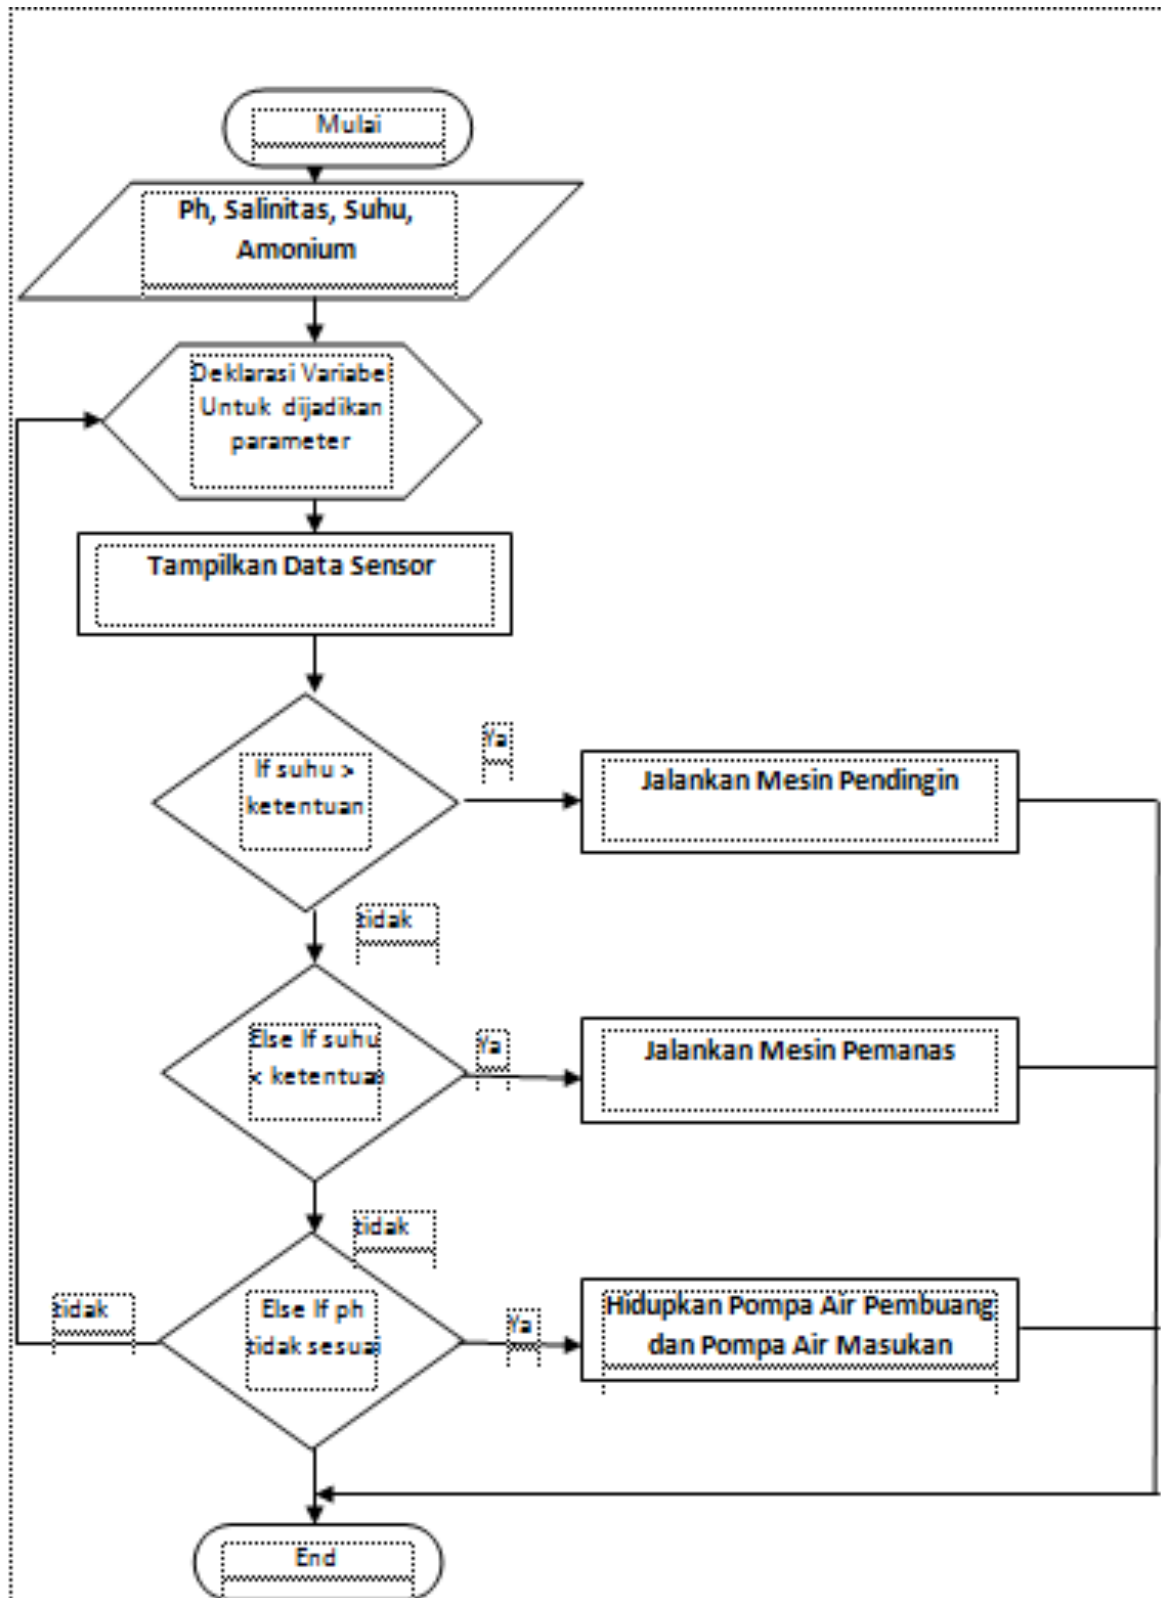 Mulai
Ph, Salinitas, Suhu,
Amonium
Deklarasi Variabel
Untuk dijadikan
parameter
Tampilkan Data Sensor
If suhu >
ketentuan
Ya
Jalankan Mesin Pendingin
tidak
Else If suhu
< ketentuan
Ya
Jalankan Mesin Pemanas
tidak
tidak
Else If ph
tidak sesuai
Ya
Hidupkan Pompa Air Pembuang
dan Pompa Air Masukan
End